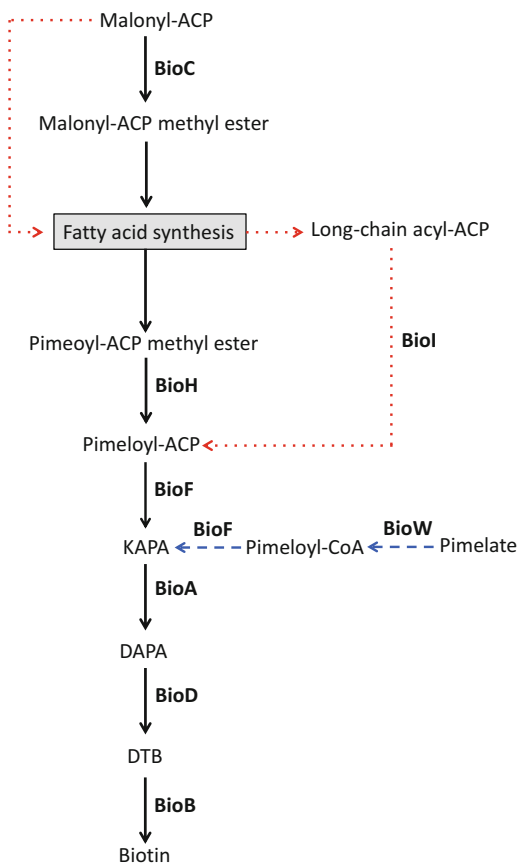 Malonyl-ACP
BioC
Malonyl-ACP methyl ester
Fatty acid synthesis
Long-chain acyl-ACP
Pimeoyl-ACP methyl ester
BioI
BioH
Pimeloyl-ACP
BioF
KAPA
BioF
Pimeloyl-CoA
BioW
Pimelate
BioA
DAPA
BioD
DTB
BioB
Biotin